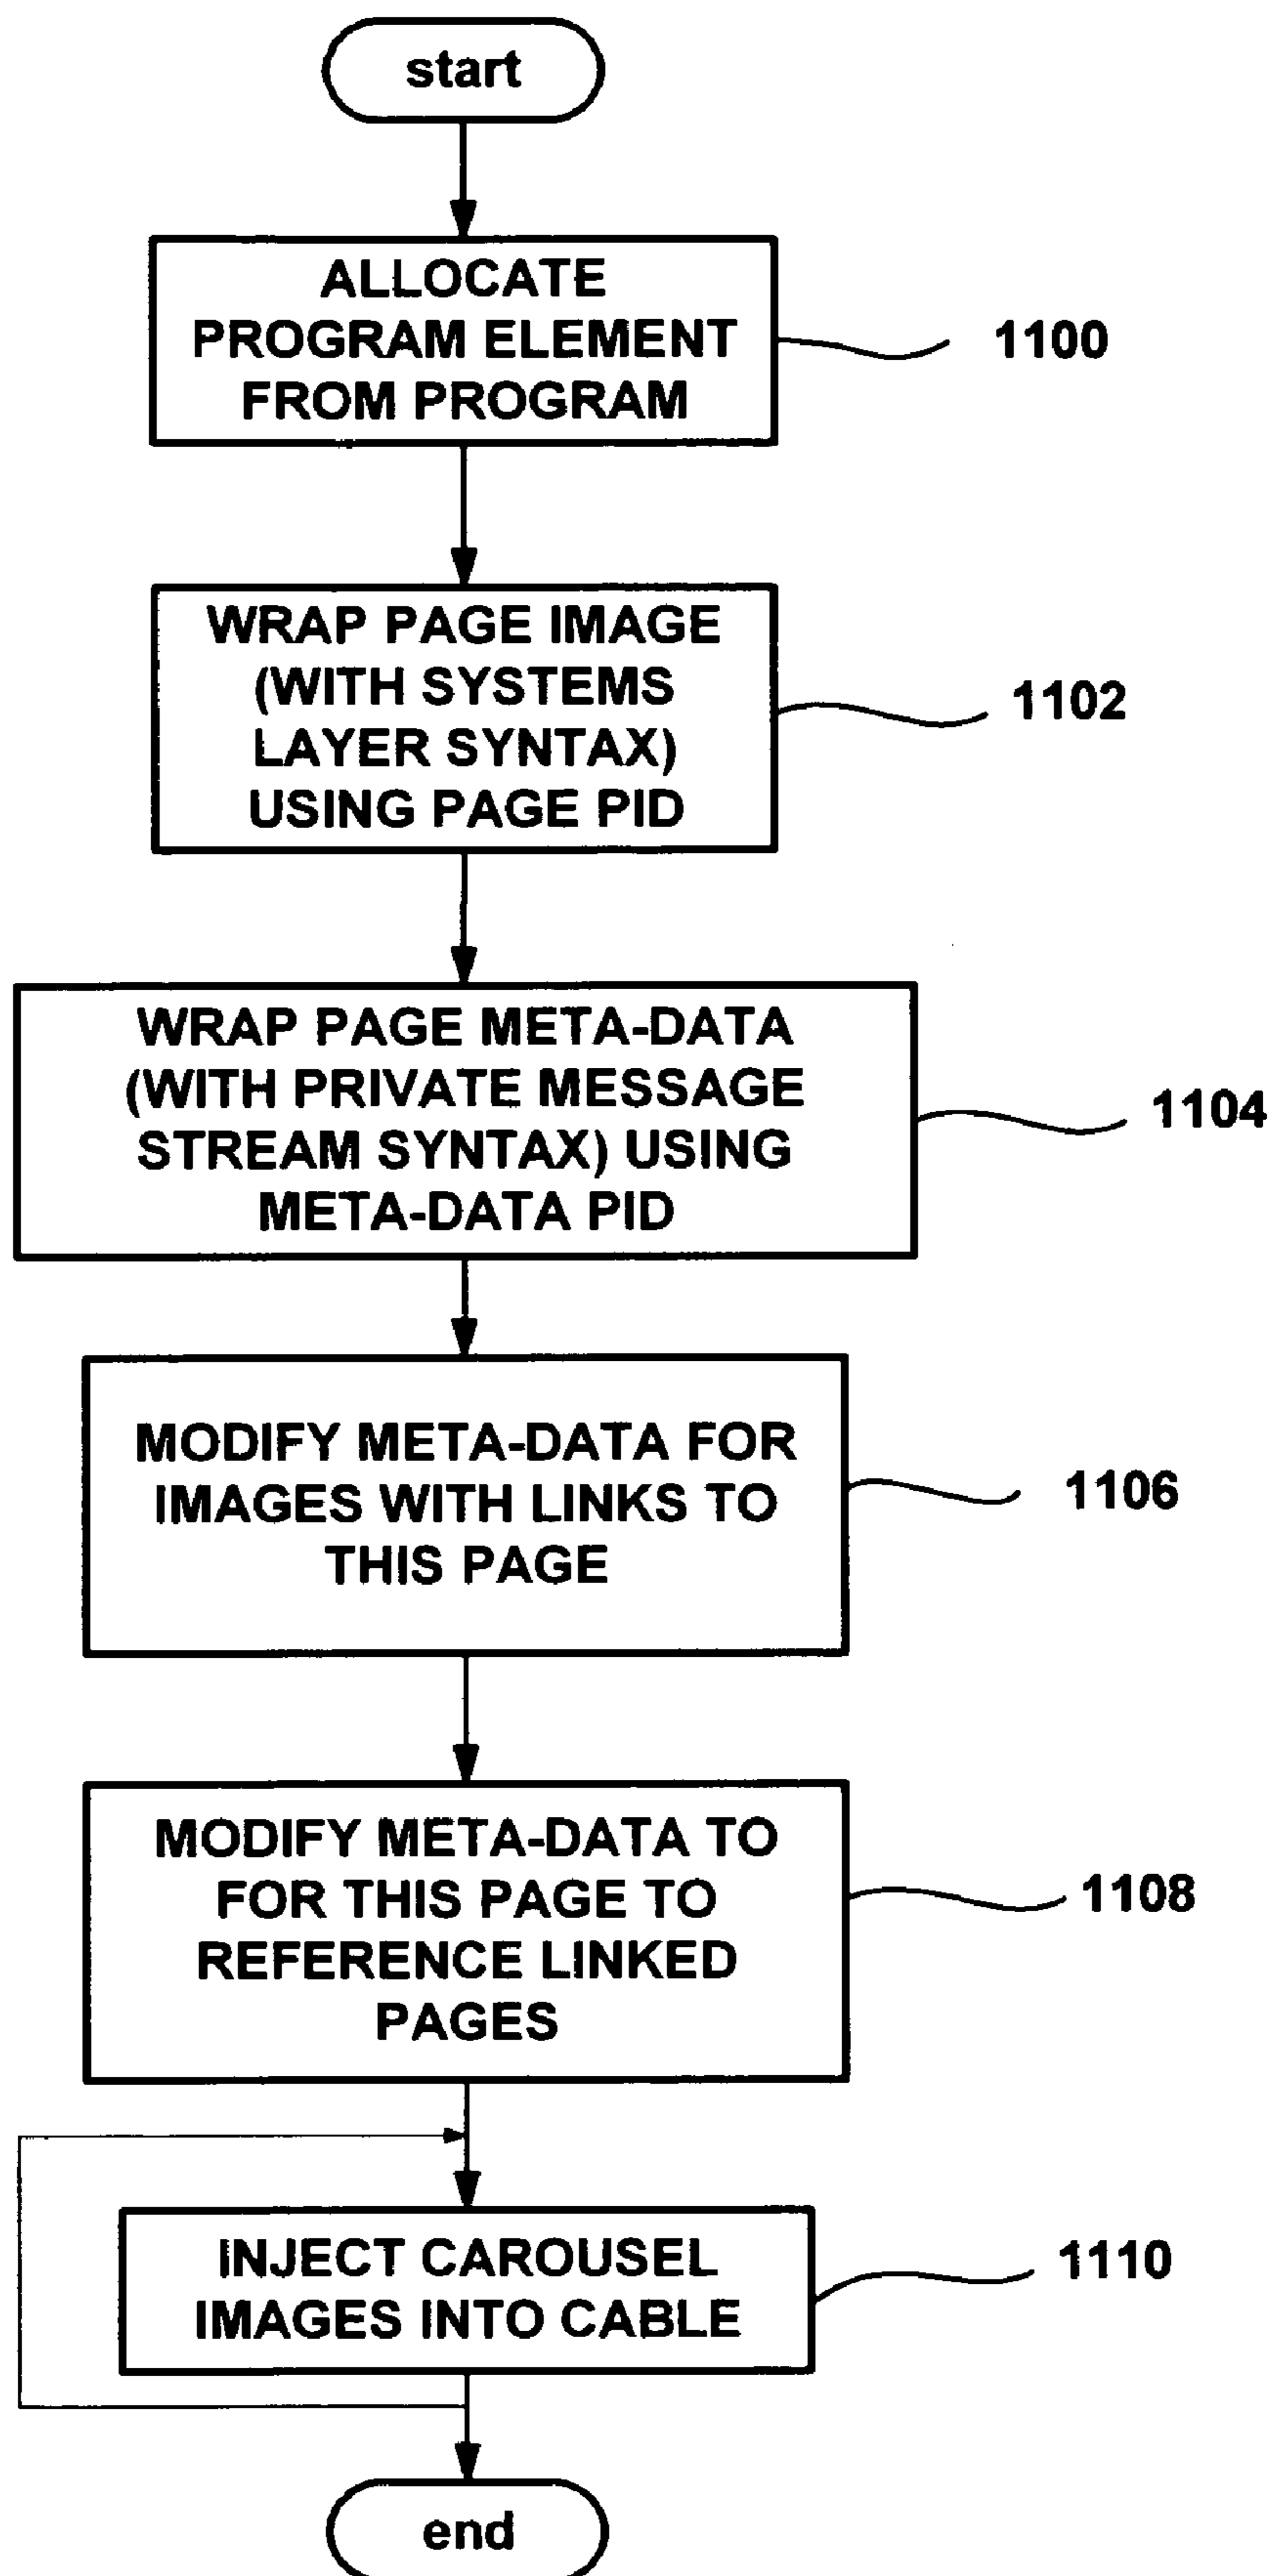 start
ALLOCATE
PROGRAM ELEMENT
FROM PROGRAM
1100
WRAP PAGE IMAGE
(WITH SYSTEMS
LAYER SYNTAX)
USING PAGE PID
1102
WRAP PAGE META-DATA
(WITH PRIVATE MESSAGE
STREAM SYNTAX) USING
META-DATA PID
1104
MODIFY META-DATA FOR
IMAGES WITH LINKS TO
THIS PAGE
1106
MODIFY META-DATA TO
FOR THIS PAGE TO
REFERENCE LINKED
PAGES
1108
INJECT CAROUSEL
IMAGES INTO CABLE
1110
end